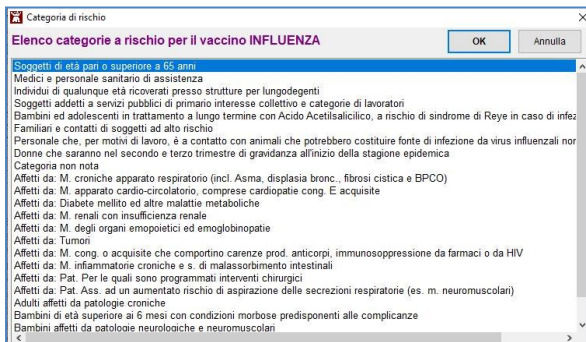 Categoria di rischio
Elenco categorie a rischio per il vaccino INFLUENZA
OK
Annulla
Soggetti di età pari o superiore a 65 anni
Medici e personale sanitario di assistenza
Individui di qualunque età ricoverati presso strutture per lungodegenti
Soggetti addetti a servizi pubblici di primario interesse collettivo e categorie di lavoratori
Bambini ed adolescenti in trattamento a lungo termine con Acido Acetilsalicilico, a rischio di sindrome di Reye in caso di infez
Familiari e contatti di soggetti ad alto rischio
Personale che, per motivi di lavoro, è a contatto con animali che potrebbero costituire fonte di infezione da virus influenzali nor
Donne che saranno nel secondo e terzo trimestre di gravidanza all'inizio della stagione epidemica
Categoria non nota
Affetti da: M. croniche apparato respiratorio (incl. Asma, displasia bronc., fibrosi cistica e BPCO)
Affetti da: M. apparato cardio-circolatorio, comprese cardiopatie cong. E acquisite
Affetti da: Diabete mellito ed altre malattie metaboliche
Affetti da: M. renali con insufficienza renale
Affetti da: M. degli organi emopoietici ed emoglobinopatie
Affetti da: Tumori
Affetti da: M. cong. o acquisite che comportino carenze prod. anticorpi, immunosoppressione da farmaci o da HIV
Affetti da: M. infiammatorie croniche e s. di malassorbimento intestinali
Affetti da: Pat. Per le quali sono programmati interventi chirurgici
Affetti da: Pat. Ass. ad un aumentato rischio di aspirazione delle secrezioni respiratorie (es. m. neuromuscolari)
Adulti affetti da patologie croniche
Bambini di età superiore ai 6 mesi con condizioni morbose predisponenti alle complicanze
Bambini affetti da patologie neurologiche e neuromuscolari